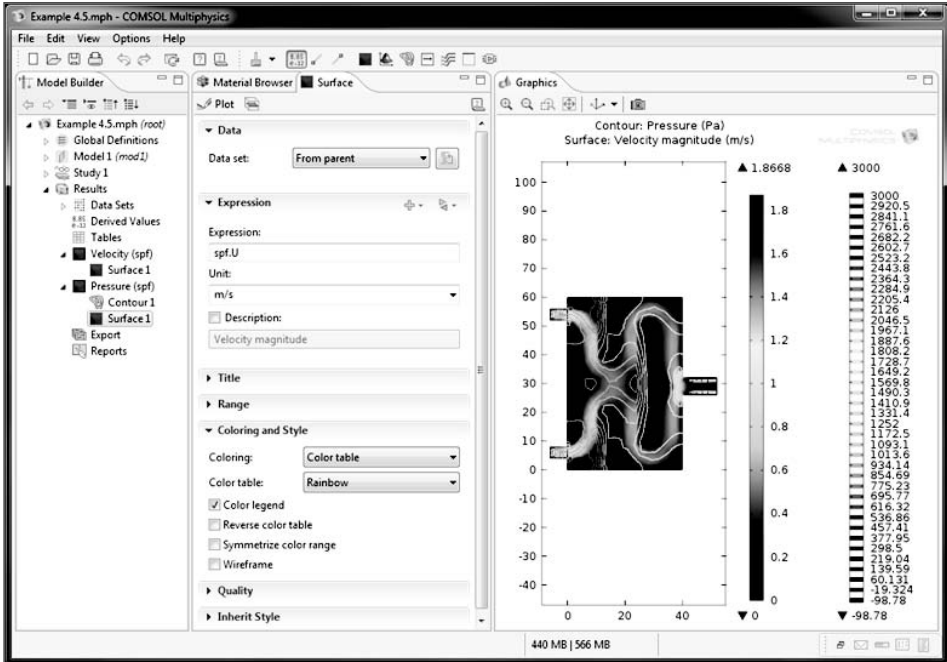 Example 4.5.mph - COMSOL Multiphysics
File Edit View Options Help
Model Builder
Example 4.5.mph (root)
Global Definitions
Model 1 (mod1)
Study 1
Results
Data Sets
Derived Values
Tables
Velocity (spf)
Surface 1
Pressure (spf)
Contour 1
Surface 1
Export
Reports
Material Browser Surface
Plot
Data
Data set: From parent
Expression
Expression:
spf.U
Unit:
m/s
Description:
Velocity magnitude
Title
Range
Coloring and Style
Coloring: Color table
Color table: Rainbow
Color legend
Reverse color table
Symmetrize color range
Wireframe
Quality
Inherit Style
Graphics
Contour: Pressure (Pa)
Surface: Velocity magnitude (m/s)
COMSOL
MULTIPHYSICS
100
90
80
70
60
50
40
30
20
10
0
-10
-20
-30
-40
0 20 40
▲ 1.8668
1.8
1.6
1.4
1.2
1
0.8
0.6
0.4
0.2
0
▼ 0
▲ 3000
3000
2920.5
2841.1
2761.6
2682.2
2602.7
2523.2
2443.8
2364.3
2284.9
2205.4
2126
2046.5
1967.1
1887.6
1808.2
1728.7
1649.2
1569.8
1490.3
1410.9
1331.4
1252
1172.5
1093.1
1013.6
934.14
854.69
775.23
695.77
616.32
536.86
457.41
377.95
298.5
219.04
139.59
60.131
-19.324
-98.78
▼ -98.78
440 MB | 566 MB